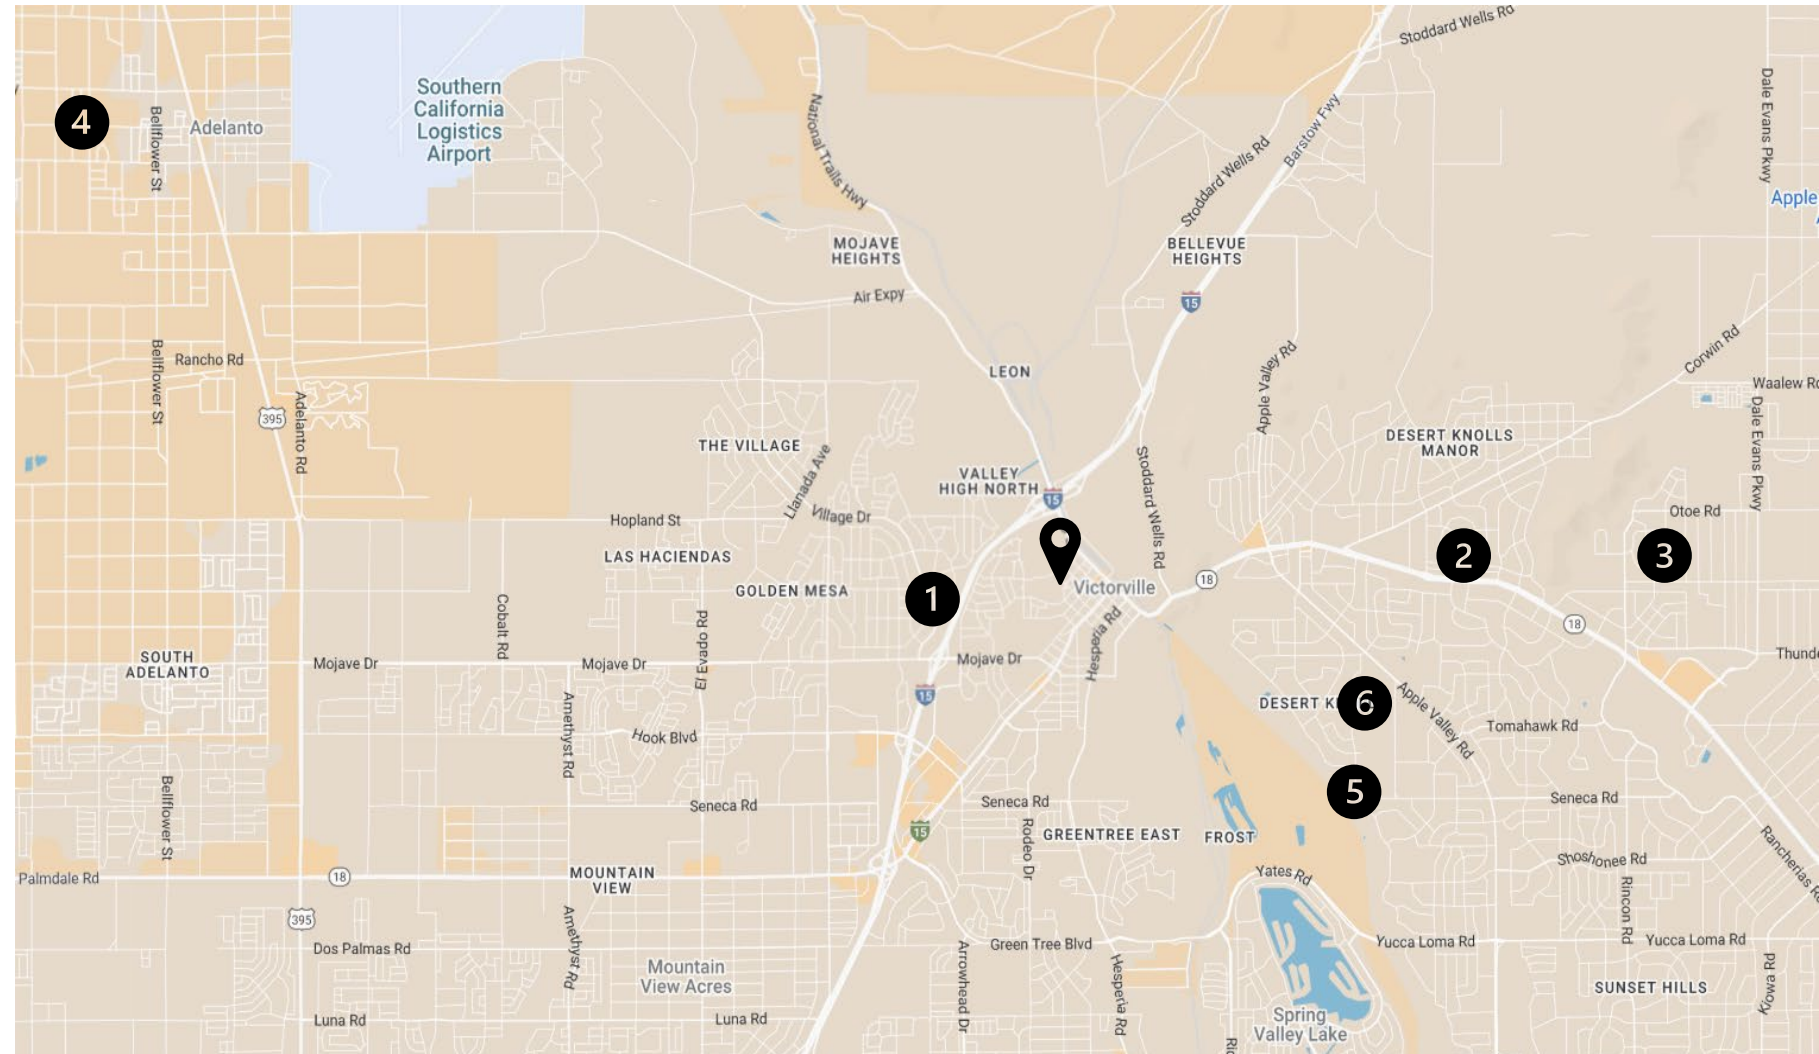 Stoddard Wells Rd
Dale Evans Pkwy
Southern
California
Logistics
Airport
4
Bellflower St
Adelanto
National Trails Hwy
Barstow Fwy
Stoddard Wells Rd
Apple
MOJAVE
HEIGHTS
BELLEVUE
HEIGHTS
Air Expy
15
Bellflower St
Rancho Rd
LEON
Apple Valley Rd
Corwin Rd
Waalew Rd
395
Adelanto Rd
THE VILLAGE
Llanada Ave
DESERT KNOLLS
MANOR
Dale Evans Pkwy
VALLEY
HIGH NORTH
15
Stoddard Wells Rd
Hopland St
Village Dr
Otoe Rd
LAS HACIENDAS
2
3
GOLDEN MESA
1
Victorville
18
Cobalt Rd
El Evado Rd
Hesperia Rd
18
SOUTH
ADELANTO
Mojave Dr
Mojave Dr
Mojave Dr
Thunde
15
DESERT K
6
Apple Valley Rd
Amethyst Rd
Hook Blvd
Tomahawk Rd
Bellflower St
Seneca Rd
Seneca Rd
5
Seneca Rd
15
Rodeo Dr
GREENTREE EAST
FROST
Shoshonee Rd
Rancherias Rd
Palmdale Rd
18
MOUNTAIN
VIEW
Yates Rd
Rincon Rd
395
Amethyst Rd
Dos Palmas Rd
Green Tree Blvd
Yucca Loma Rd
Yucca Loma Rd
Mountain
View Acres
Arrowhead Dr
Hesperia Rd
SUNSET HILLS
Kiowa Rd
Luna Rd
Luna Rd
Spring
Valley Lake
Ric